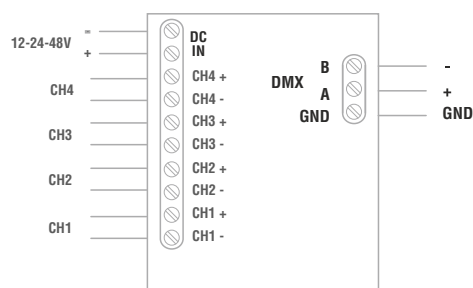 12-24-48V
-
+
DC
IN
CH4
CH4 +
CH4 -
CH3
CH3 +
CH3 -
CH2
CH2 +
CH2 -
CH1
CH1 +
CH1 -
DMX
B -
A +
GND GND